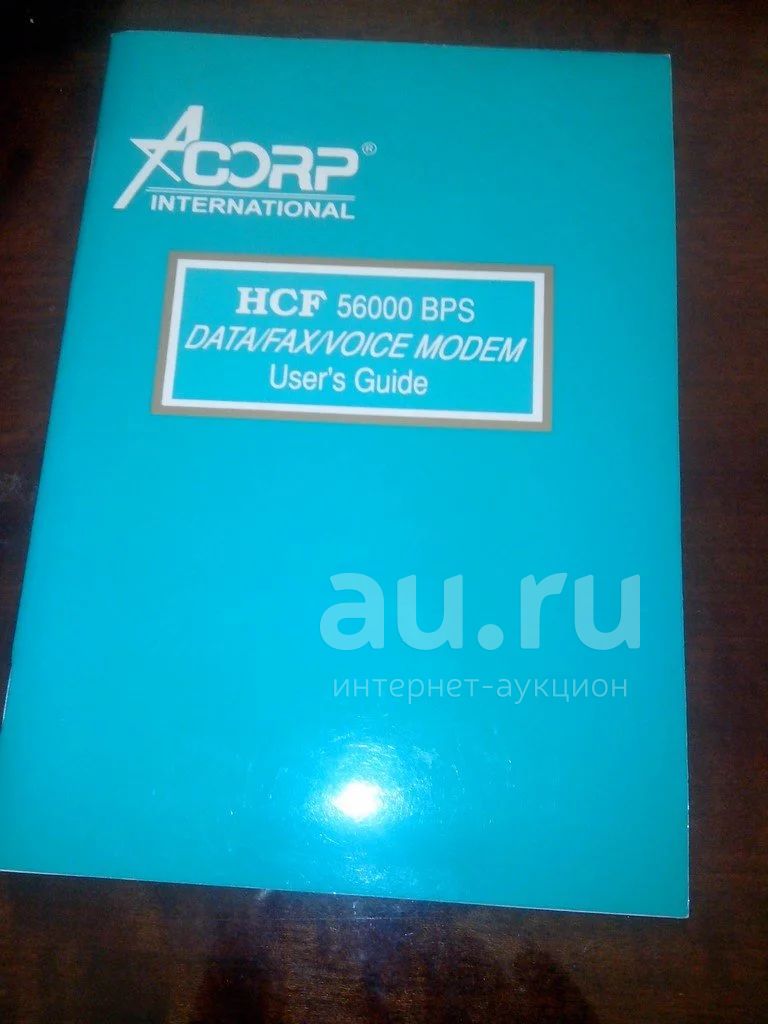 ACORP®
INTERNATIONAL
HCF 56000 BPS
DATA/FAX/VOICE MODEM
User's Guide
au.ru
интернет-аукцион